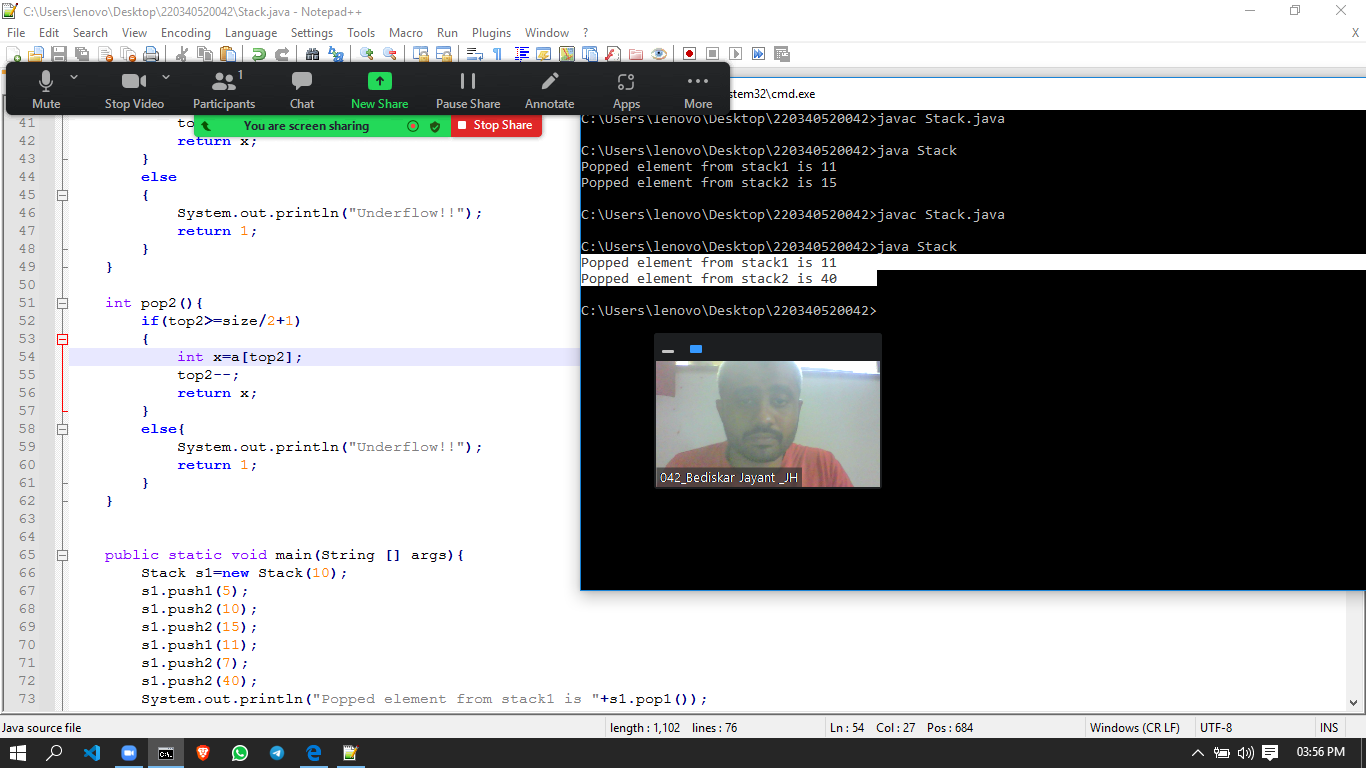 C:\Users\lenovo\Desktop\220340520042\Stack.java - Notepad++
File Edit Search View Encoding Language Settings Tools Macro Run Plugins Window ? X
Mute Stop Video Participants 1 Chat New Share Pause Share Annotate Apps More
You are screen sharing Stop Share
stem32\cmd.exe
41 to
42 return x;
43 }
44 else
45 {
46 System.out.println("Underflow!!");
47 return 1;
48 }
49 }
50
51 int pop2(){
52 if(top2>=size/2+1)
53 {
54 int x=a[top2];
55 top2--;
56 return x;
57 }
58 else{
59 System.out.println("Underflow!!");
60 return 1;
61 }
62 }
63
64
65 public static void main(String [] args){
66 Stack s1=new Stack(10);
67 s1.push1(5);
68 s1.push2(10);
69 s1.push2(15);
70 s1.push1(11);
71 s1.push2(7);
72 s1.push2(40);
73 System.out.println("Popped element from stack1 is "+s1.pop1());
C:\Users\lenovo\Desktop\220340520042>javac Stack.java
C:\Users\lenovo\Desktop\220340520042>java Stack
Popped element from stack1 is 11
Popped element from stack2 is 15
C:\Users\lenovo\Desktop\220340520042>javac Stack.java
C:\Users\lenovo\Desktop\220340520042>java Stack
Popped element from stack1 is 11
Popped element from stack2 is 40
C:\Users\lenovo\Desktop\220340520042>
042_Bediskar Jayant _JH
Java source file length : 1,102 lines : 76 Ln : 54 Col : 27 Pos : 684 Windows (CR LF) UTF-8 INS
03:56 PM